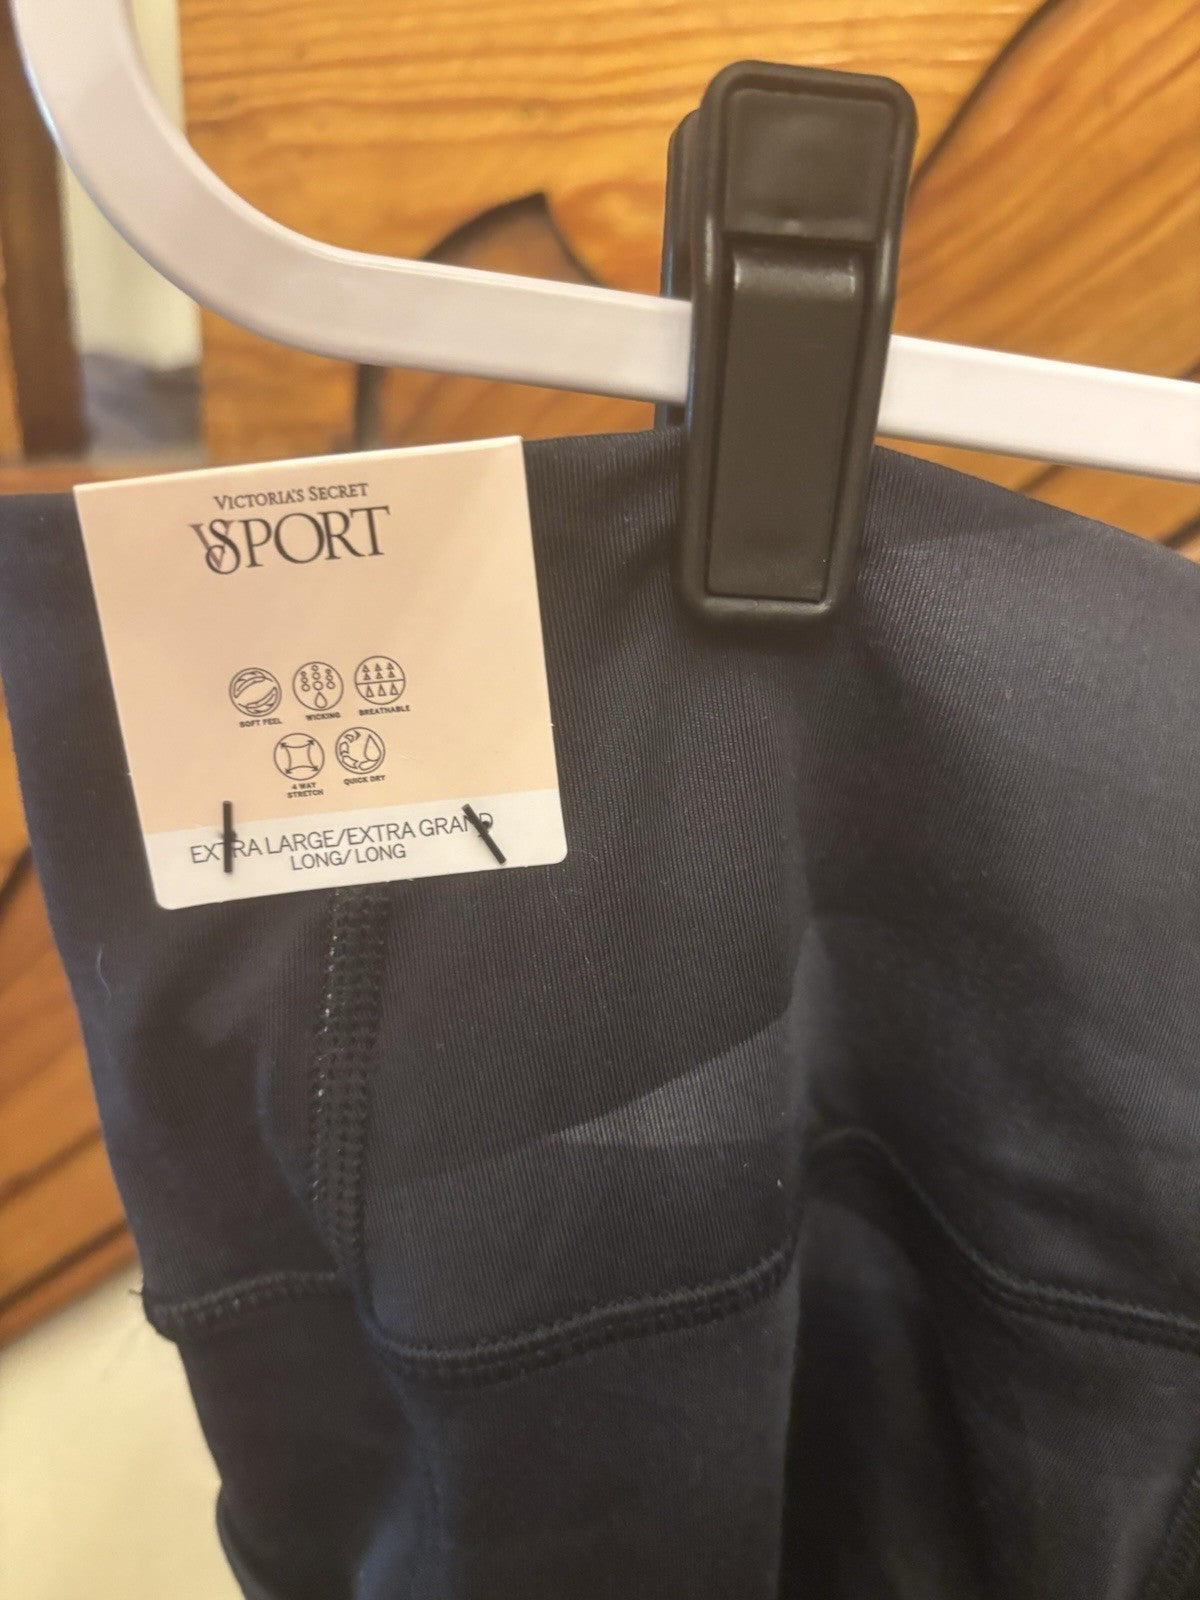 VICTORIA'S SECRET
VSPORT
SOFT FEEL WICKING BREATHABLE
4 WAY STRETCH QUICK DRY
EXTRA LARGE/EXTRA GRAND
LONG/LONG